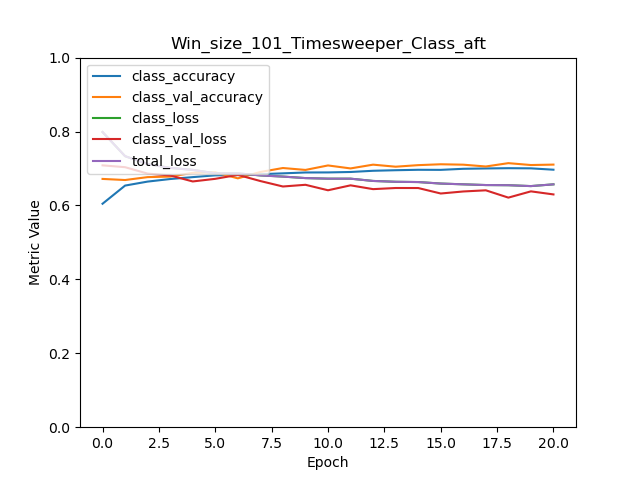 Win_size_101_Timesweeper_Class_aft
class_accuracy
class_val_accuracy
class_loss
class_val_loss
total_loss
1.0
0.8
0.6
0.4
0.2
0.0
Metric Value
0.0 2.5 5.0 7.5 10.0 12.5 15.0 17.5 20.0
Epoch